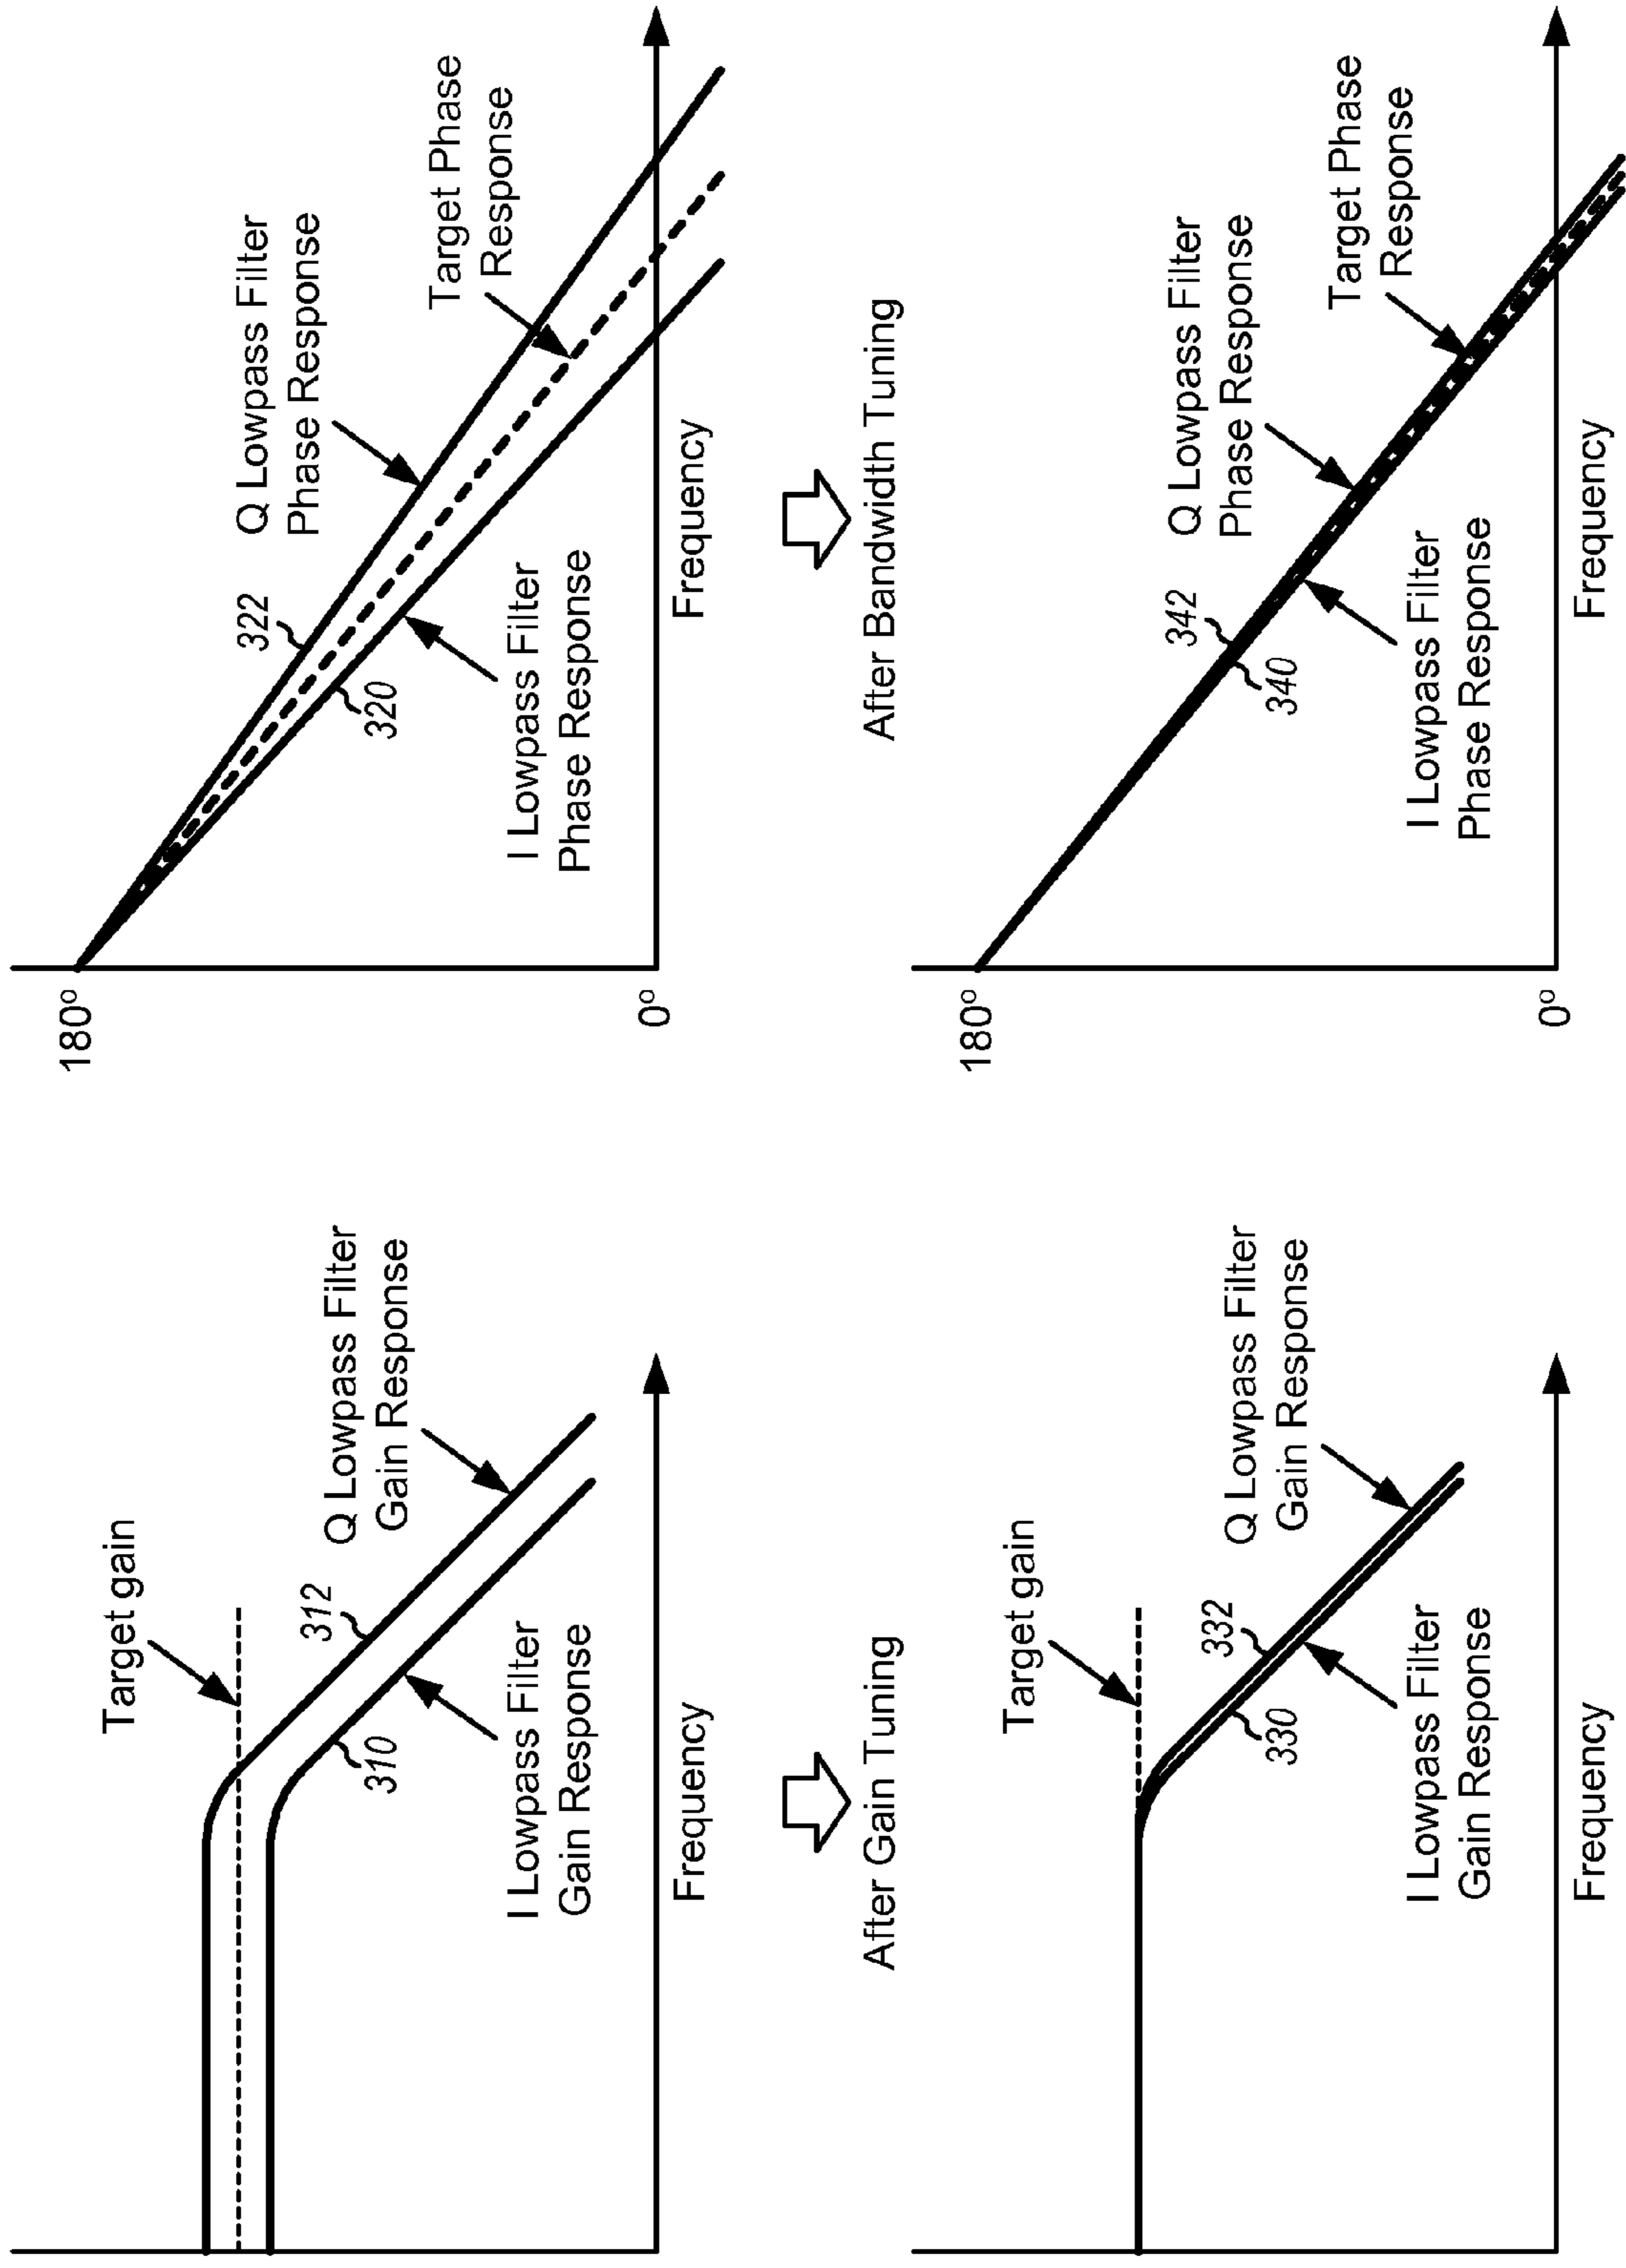 Target gain
312
Q Lowpass Filter
Gain Response
310
I Lowpass Filter
Gain Response
Frequency
After Gain Tuning
Target gain
332
Q Lowpass Filter
Gain Response
330
I Lowpass Filter
Gain Response
Frequency
180°
322
Q Lowpass Filter
Phase Response
Target Phase
Response
320
I Lowpass Filter
Phase Response
0°
Frequency
After Bandwidth Tuning
180°
342
Q Lowpass Filter
Phase Response
Target Phase
Response
340
I Lowpass Filter
Phase Response
0°
Frequency